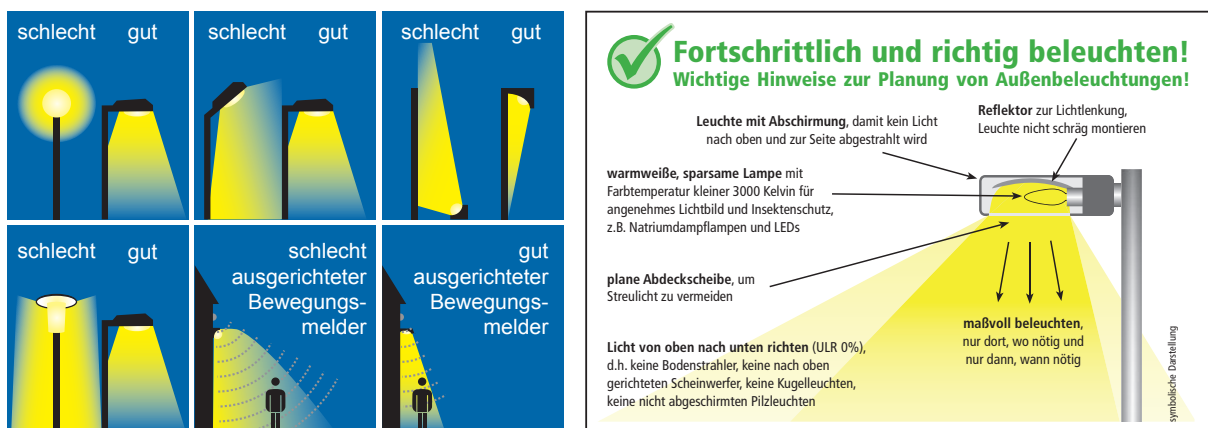 schlecht gut
schlecht gut
schlecht gut
schlecht gut
schlecht
ausgerichteter
Bewegungs-
melder
gut
ausgerichteter
Bewegungs-
melder
Fortschrittlich und richtig beleuchten!
Wichtige Hinweise zur Planung von Außenbeleuchtungen!
Leuchte mit Abschirmung, damit kein Licht
nach oben und zur Seite abgestrahlt wird
Reflektor zur Lichtlenkung,
Leuchte nicht schräg montieren
warmweiße, sparsame Lampe mit
Farbtemperatur kleiner 3000 Kelvin für
angenehmes Lichtbild und Insektenschutz,
z.B. Natriumdampflampen und LEDs
plane Abdeckscheibe, um
Streulicht zu vermeiden
maßvoll beleuchten,
nur dort, wo nötig und
nur dann, wann nötig
Licht von oben nach unten richten (ULR 0%),
d.h. keine Bodenstrahler, keine nach oben
gerichteten Scheinwerfer, keine Kugelleuchten,
keine nicht abgeschirmten Pilzleuchten
symbolische Darstellung